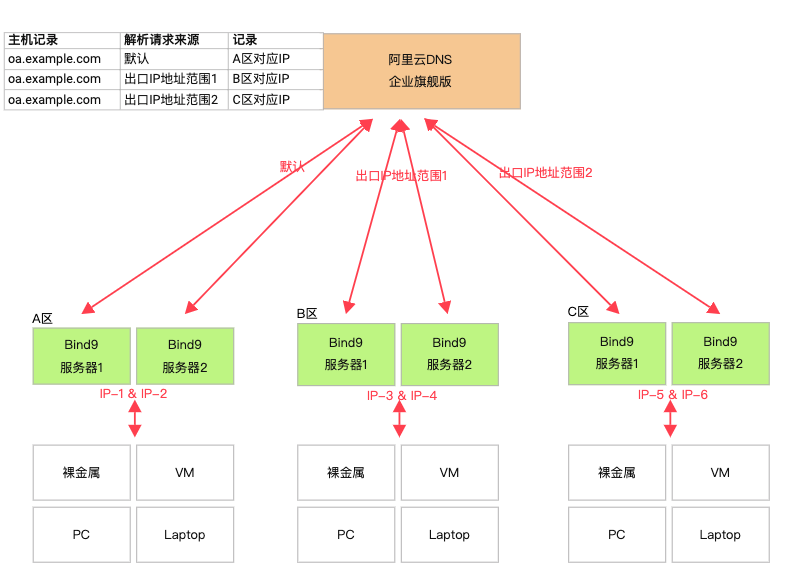 主机记录 解析请求来源 记录
oa.example.com 默认 A区对应IP
oa.example.com 出口IP地址范围1 B区对应IP
oa.example.com 出口IP地址范围2 C区对应IP
阿里云DNS
企业旗舰版
默认
出口IP地址范围1
出口IP地址范围2
A区
Bind9
服务器1
Bind9
服务器2
IP-1 & IP-2
裸金属
VM
PC
Laptop
B区
Bind9
服务器1
Bind9
服务器2
IP-3 & IP-4
裸金属
VM
PC
Laptop
C区
Bind9
服务器1
Bind9
服务器2
IP-5 & IP-6
裸金属
VM
PC
Laptop